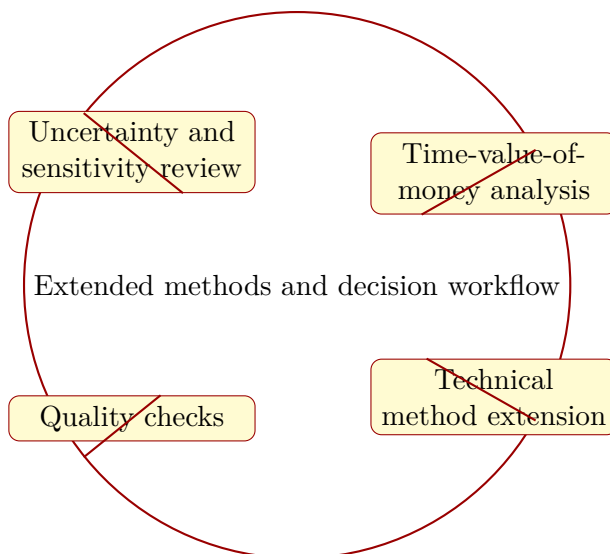 Uncertainty and
sensitivity review
Time-value-of-
money analysis
Extended methods and decision workflow
Technical
method extension
Quality checks